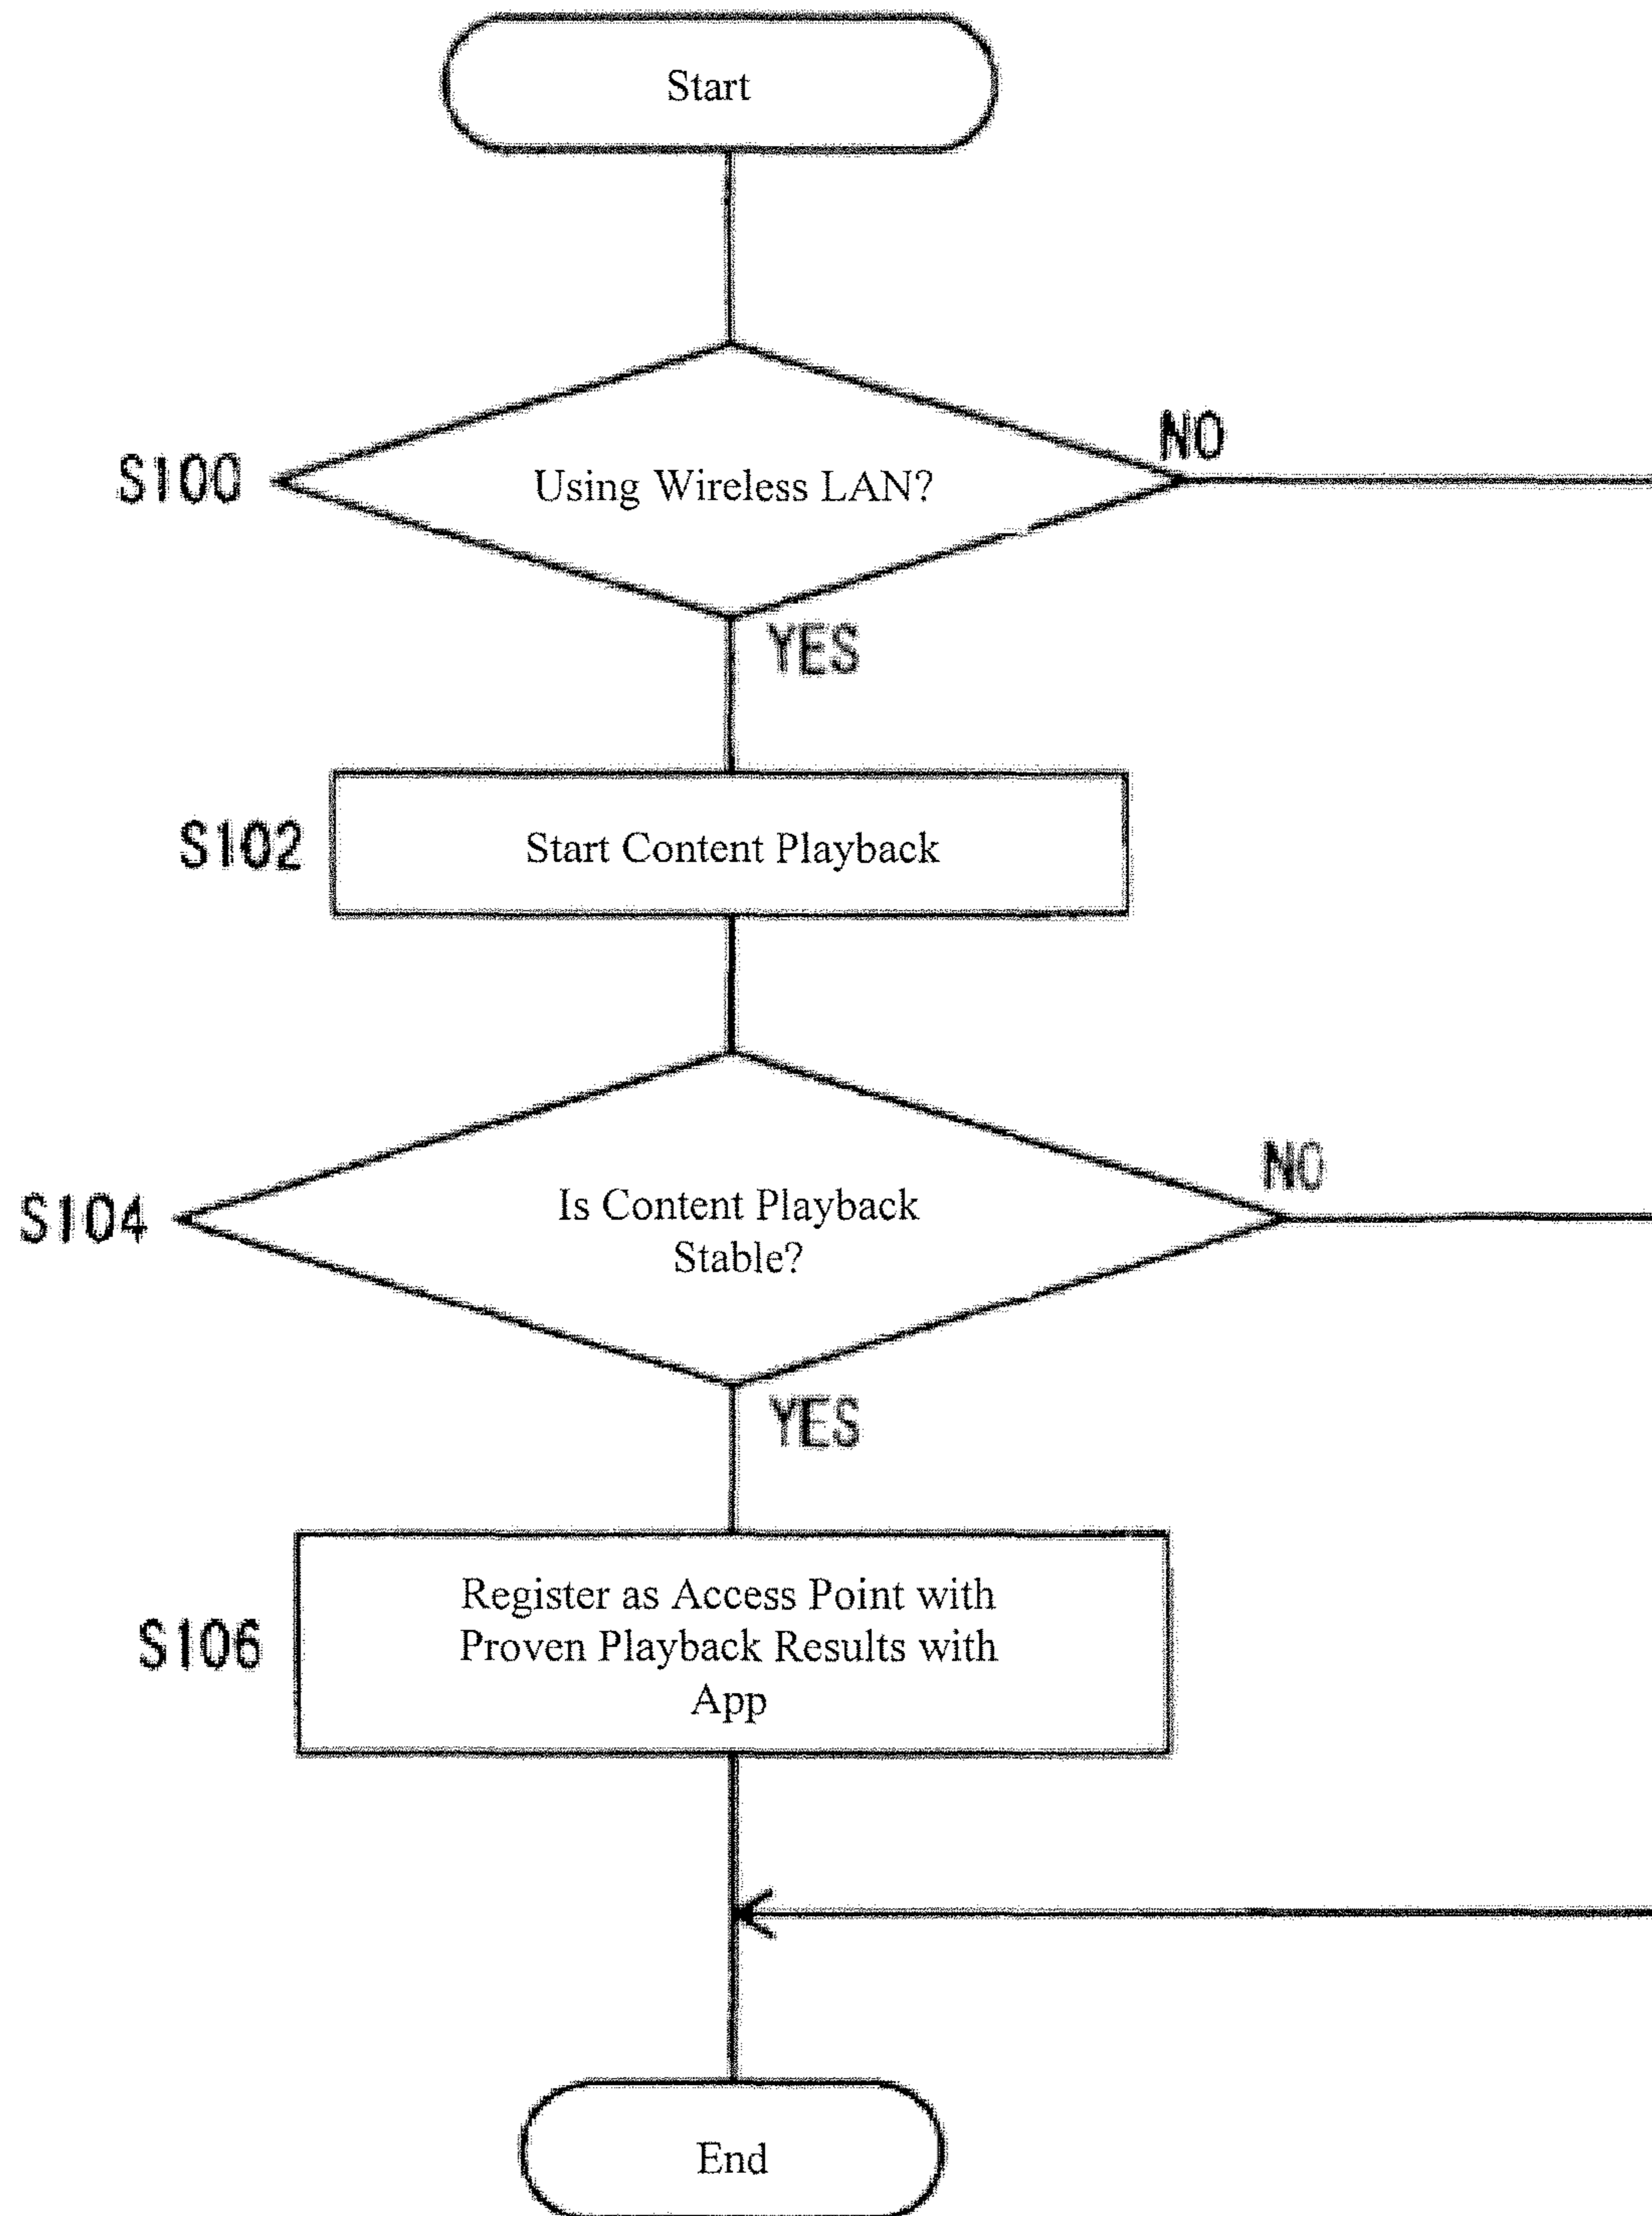 Start
NO
S100
Using Wireless LAN?
YES
S102
Start Content Playback
NO
S104
Is Content Playback
Stable?
YES
S106
Register as Access Point with
Proven Playback Results with
App
End